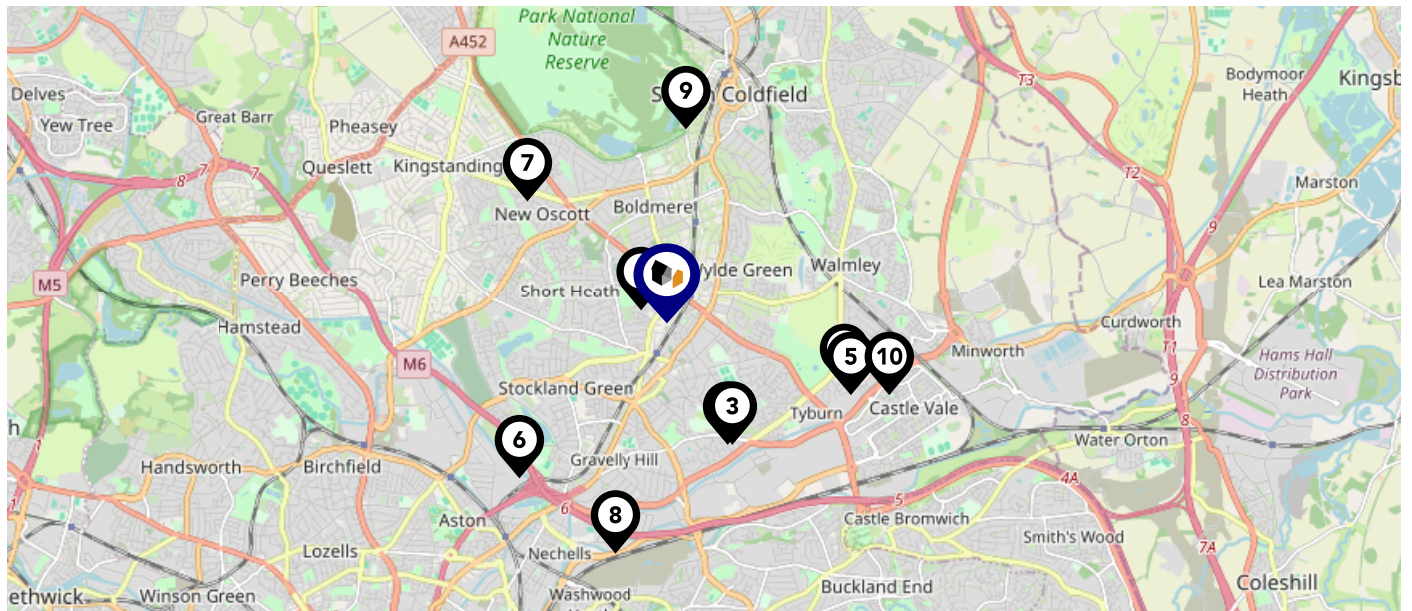 Park National
Nature
Reserve
A452
T3
Bodymoor
Heath
Kingsb
Delves
9
S
Coldfield
Yew Tree
Great Barr
Pheasey
7
Queslett
Kingstanding
7
7
8
T2
Marston
New Oscott
Boldmere
9
M5
Perry Beeches
Short Heath
Wylde Green
Walmley
Lea Marston
Hamstead
Curdworth
M6
5
10
Minworth
T1
Hams Hall
Distribution
Park
9
Stockland Green
3
Tyburn
Castle Vale
h
1
6
8
Water Orton
Handsworth
Birchfield
Gravelly Hill
4A
1
6
5
8
Aston
Castle Bromwich
Smith's Wood
7A
Lozells
Nechells
Buckland End
Coleshill
ethwick
Winson Green
Washwood